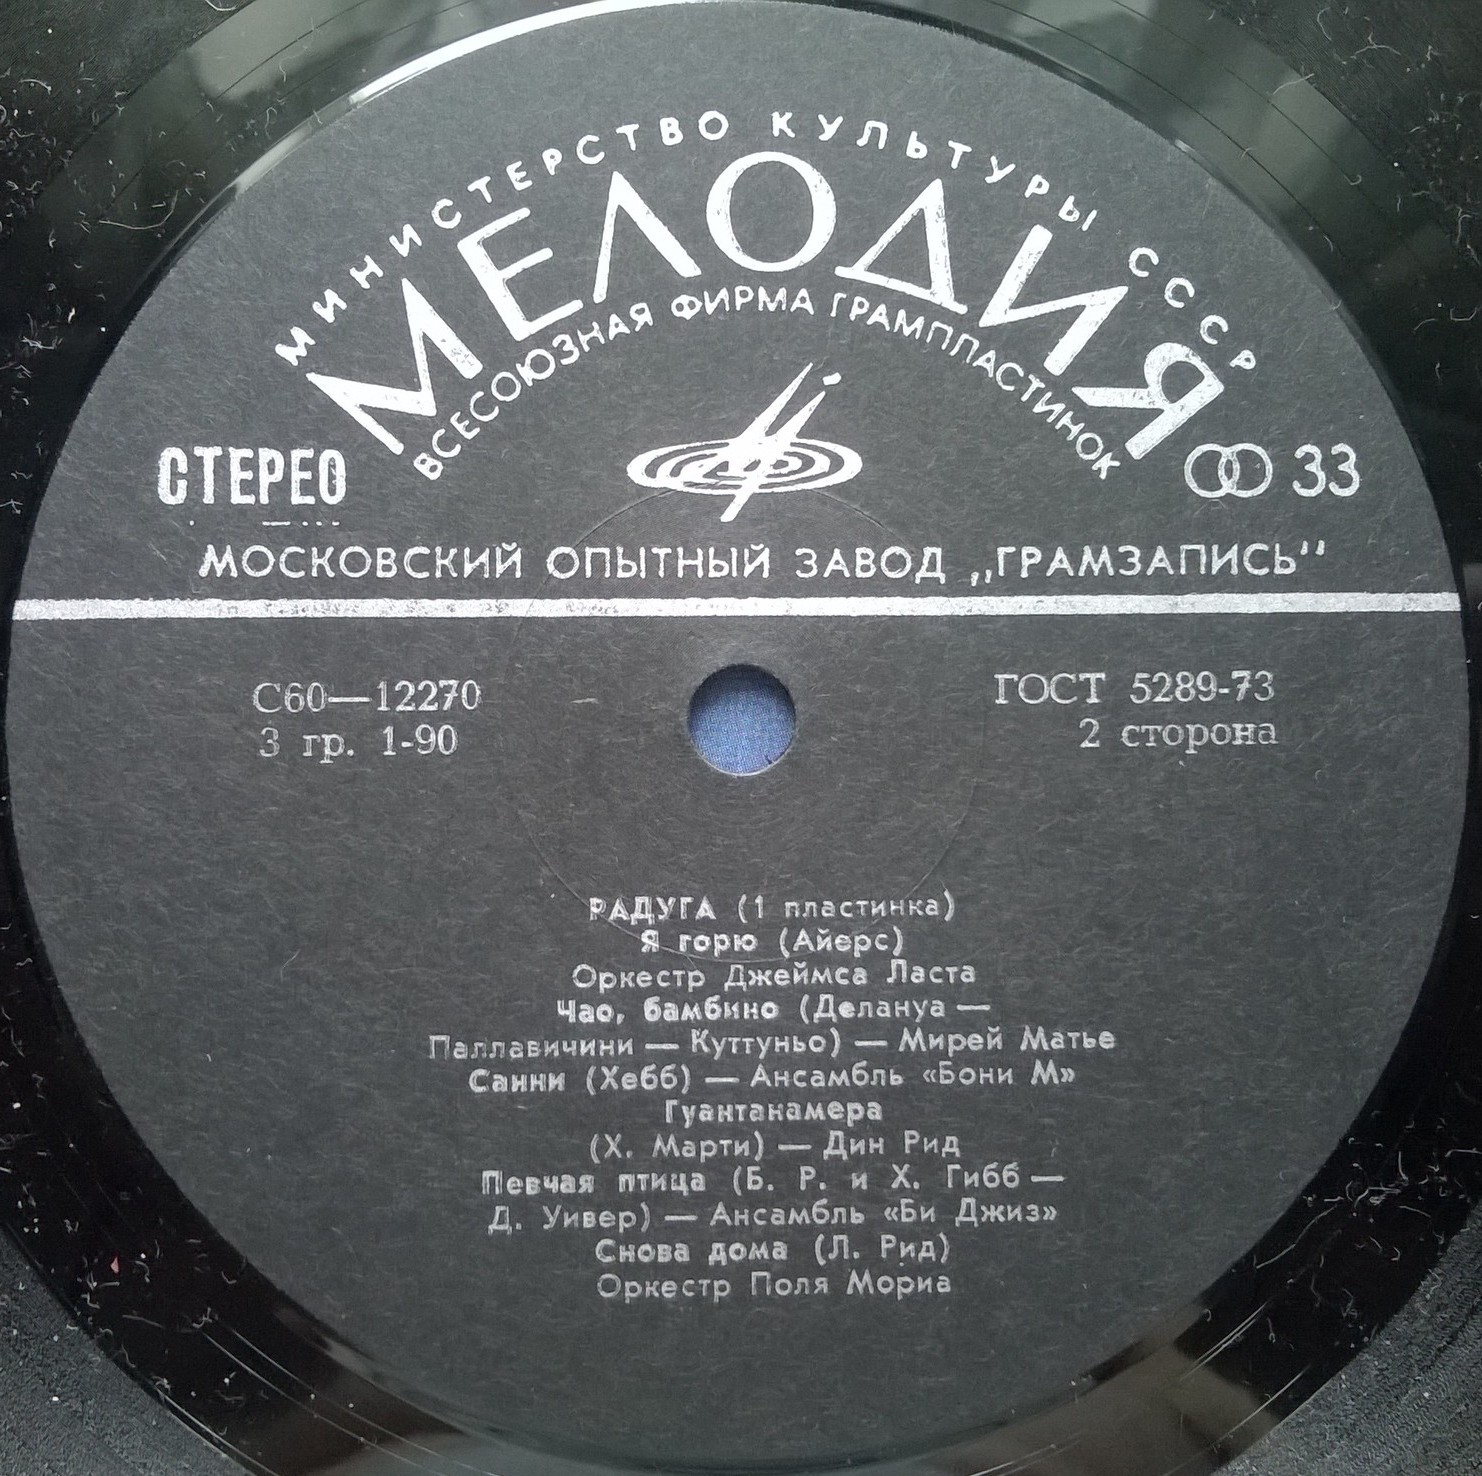 МИНИСТЕРСТВО КУЛЬТУРЫ СССР
МЕЛОДИЯ
ВСЕСОЮЗНАЯ ФИРМА ГРАМПЛАСТИНОК
СТЕРЕО
33
МОСКОВСКИЙ ОПЫТНЫЙ ЗАВОД „ГРАМЗАПИСЬ"
С60—12270
ГОСТ 5289-73
3 гр. 1-90
2 сторона
РАДУГА (1 пластинка)
Я горю (Айерс)
Оркестр Джеймса Ласта
Чао, бамбино (Делануа —
Паллавичини — Куттуньо) — Мирей Матье
Санни (Хебб) — Ансамбль «Бони М»
Гуантанамера
(Х. Марти) — Дин Рид
Певчая птица (Б. Р. и Х. Гибб —
Д. Уивер) — Ансамбль «Би Джиз»
Снова дома (Л. Рид)
Оркестр Поля Мориа